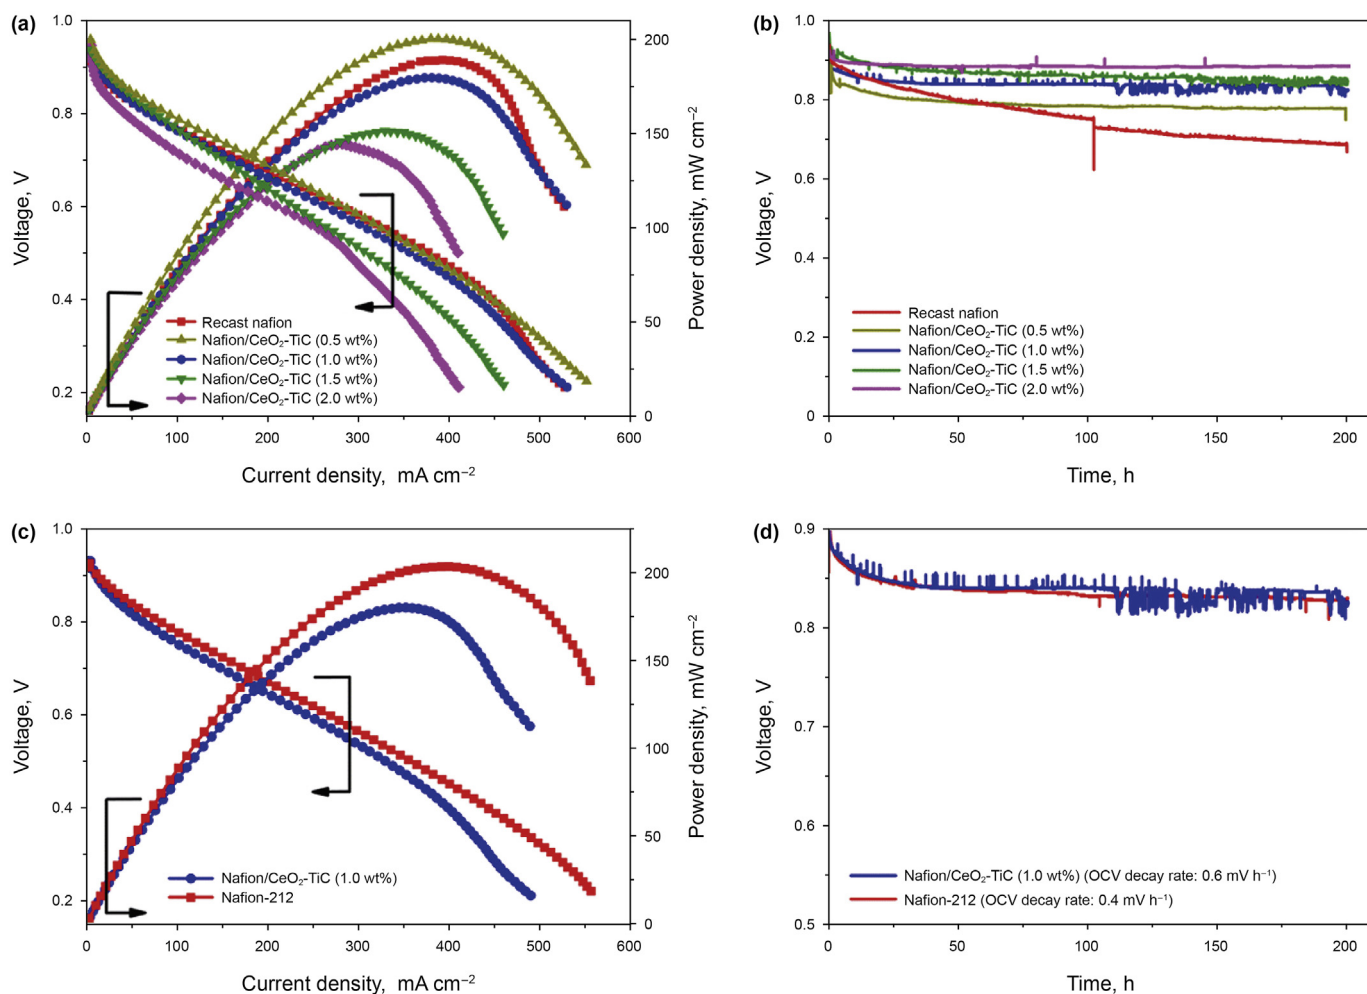 (a)
1.0
0.8
0.6
0.4
0.2
Voltage, V
200
150
100
50
0
Power density, mW cm⁻²
Recast nafion
Nafion/CeO₂-TiC (0.5 wt%)
Nafion/CeO₂-TiC (1.0 wt%)
Nafion/CeO₂-TiC (1.5 wt%)
Nafion/CeO₂-TiC (2.0 wt%)
0 100 200 300 400 500 600
Current density, mA cm⁻²
(b)
1.0
0.8
0.6
0.4
0.2
0
Voltage, V
Recast nafion
Nafion/CeO₂-TiC (0.5 wt%)
Nafion/CeO₂-TiC (1.0 wt%)
Nafion/CeO₂-TiC (1.5 wt%)
Nafion/CeO₂-TiC (2.0 wt%)
0 50 100 150 200
Time, h
(c)
1.0
0.8
0.6
0.4
0.2
Voltage, V
200
150
100
50
0
Power density, mW cm⁻²
Nafion/CeO₂-TiC (1.0 wt%)
Nafion-212
0 100 200 300 400 500 600
Current density, mA cm⁻²
(d)
0.9
0.8
0.7
0.6
0.5
Voltage, V
Nafion/CeO₂-TiC (1.0 wt%) (OCV decay rate: 0.6 mV h⁻¹)
Nafion-212 (OCV decay rate: 0.4 mV h⁻¹)
0 50 100 150 200
Time, h